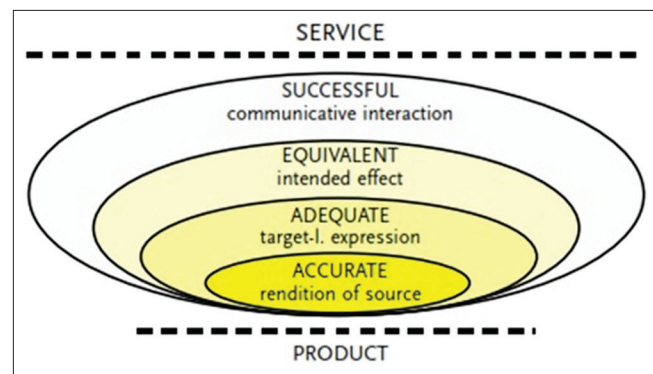 SERVICE
SUCCESSFUL
communicative interaction
EQUIVALENT
intended effect
ADEQUATE
target-l. expression
ACCURATE
rendition of source
PRODUCT